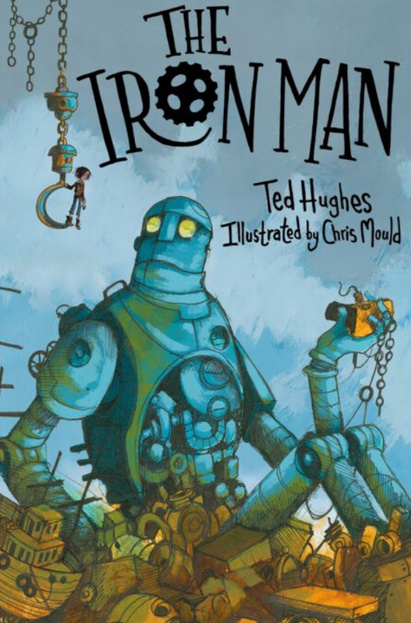 THE
IRON MAN
Ted Hughes
Illustrated by Chris Mould